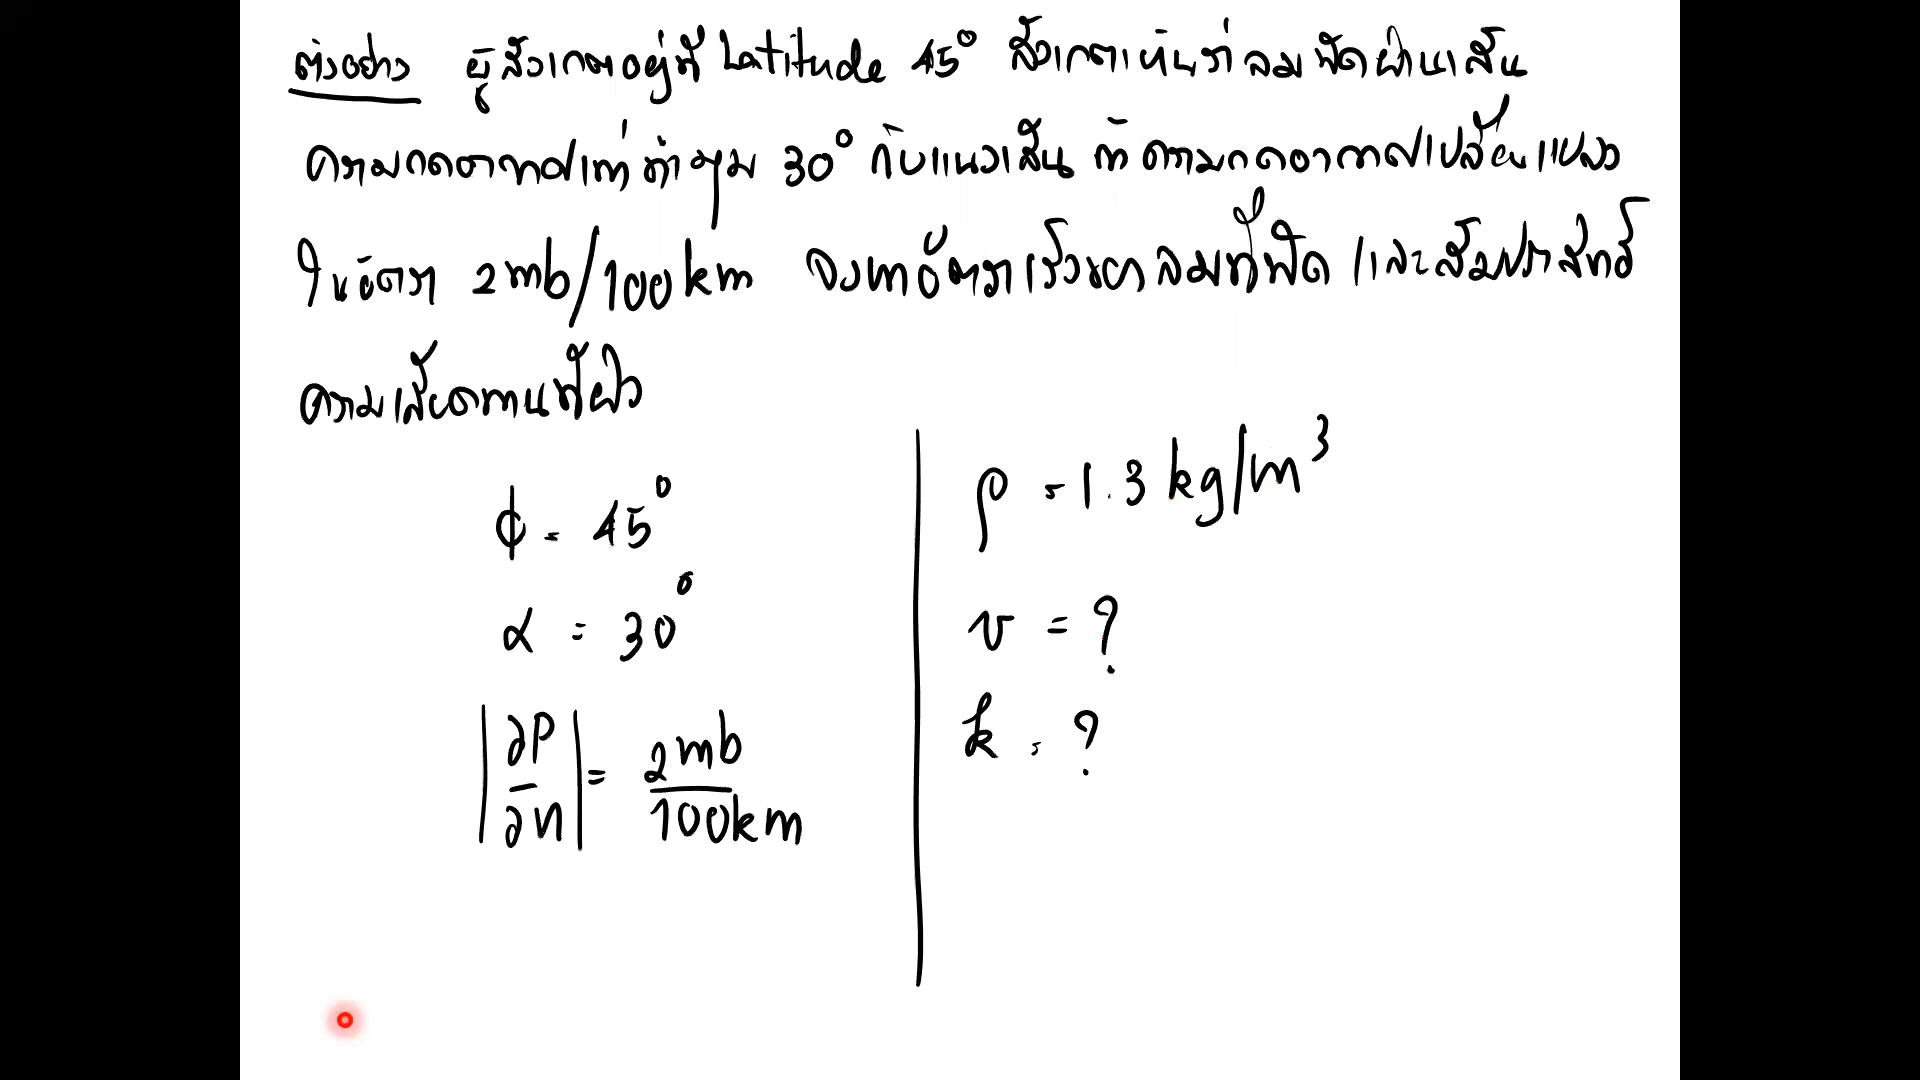 ตัวอย่าง ผู้สังเกตอยู่ที่ Latitude 45° สังเกตเห็นว่าลมพัดผ่านเส้น
ความกดอากาศเท่าทำมุม 30° กับแนวเส้น ถ้าความกดอากาศเปลี่ยนแปลง
ในอัตรา 2mb/100km จงหาอัตราเร็วของลมที่พัด และสัมประสิทธิ์
ความเสียดทานที่ผิว
ϕ = 45°
α = 30°
|∂P/∂n| = 2mb/100km
ρ = 1.3 kg/m³
v = ?
k = ?